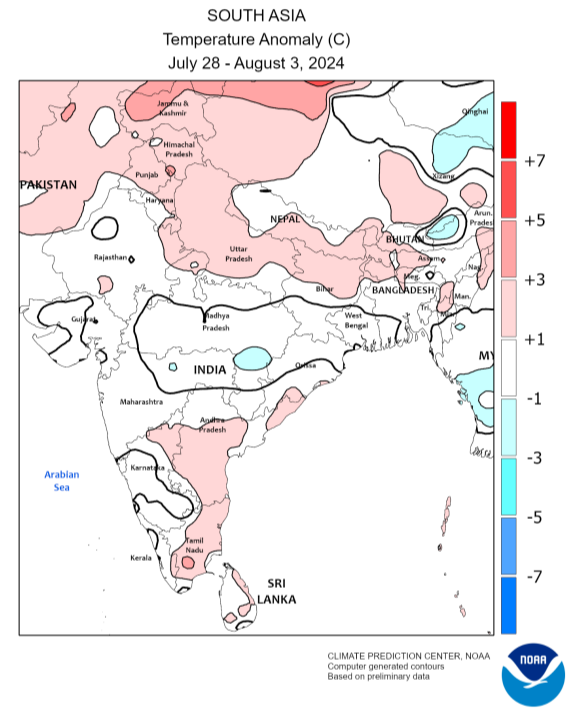 SOUTH ASIA
Temperature Anomaly (C)
July 28 - August 3, 2024
Jammu &
Kashmir
Qinghai
Himachal
Pradesh
Punjab
Xizang
PAKISTAN
Haryana
Arun.
Prades
NEPAL
BHUTAN
Uttar
Pradesh
Rajasthan
Assam
Nag.
Meg.
Bihar
BANGLADESH
Man.
Tri.
Gujarat
Madhya
Pradesh
West
Bengal
MY
INDIA
Orissa
Maharashtra
Andhra
Pradesh
Karnataka
Arabian
Sea
Tamil
Nadu
Kerala
SRI
LANKA
+7
+5
+3
+1
-1
-3
-5
-7
CLIMATE PREDICTION CENTER, NOAA
Computer generated contours
Based on preliminary data
NOAA